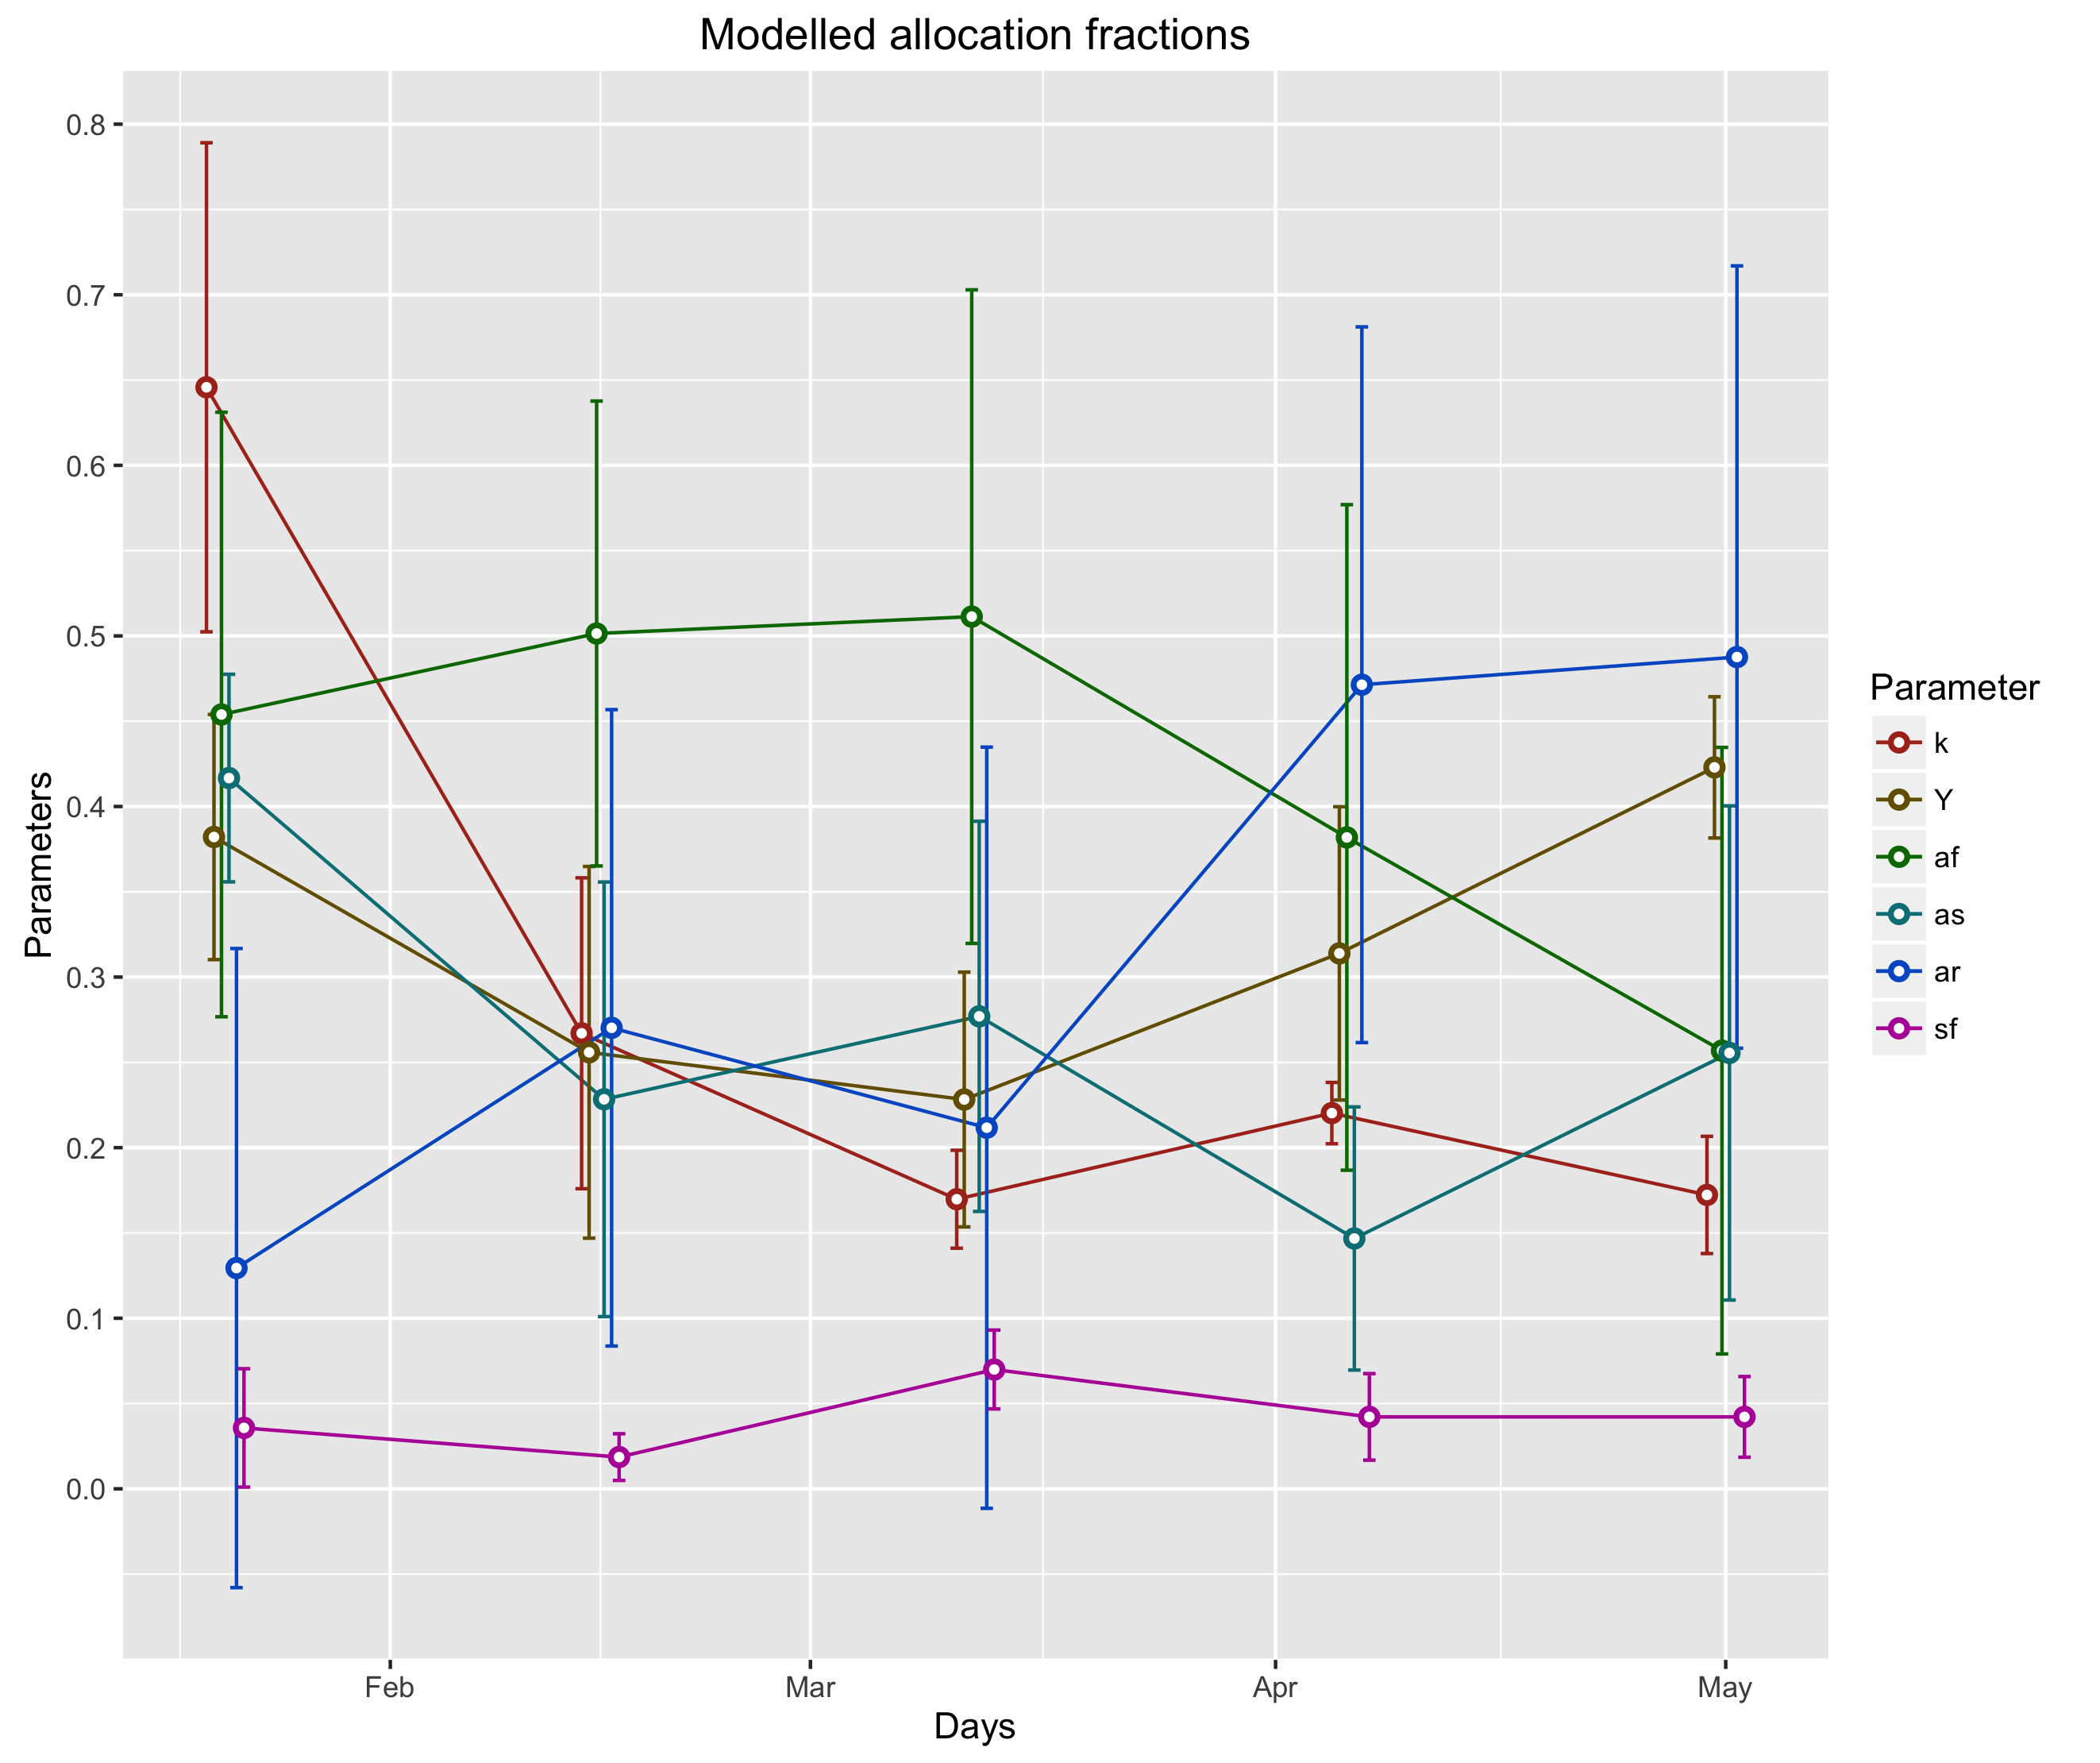 Modelled allocation fractions
Parameters
0.8
0.7
0.6
0.5
0.4
0.3
0.2
0.1
0.0
Feb Mar Apr May
Days
Parameter
k
Y
af
as
ar
sf